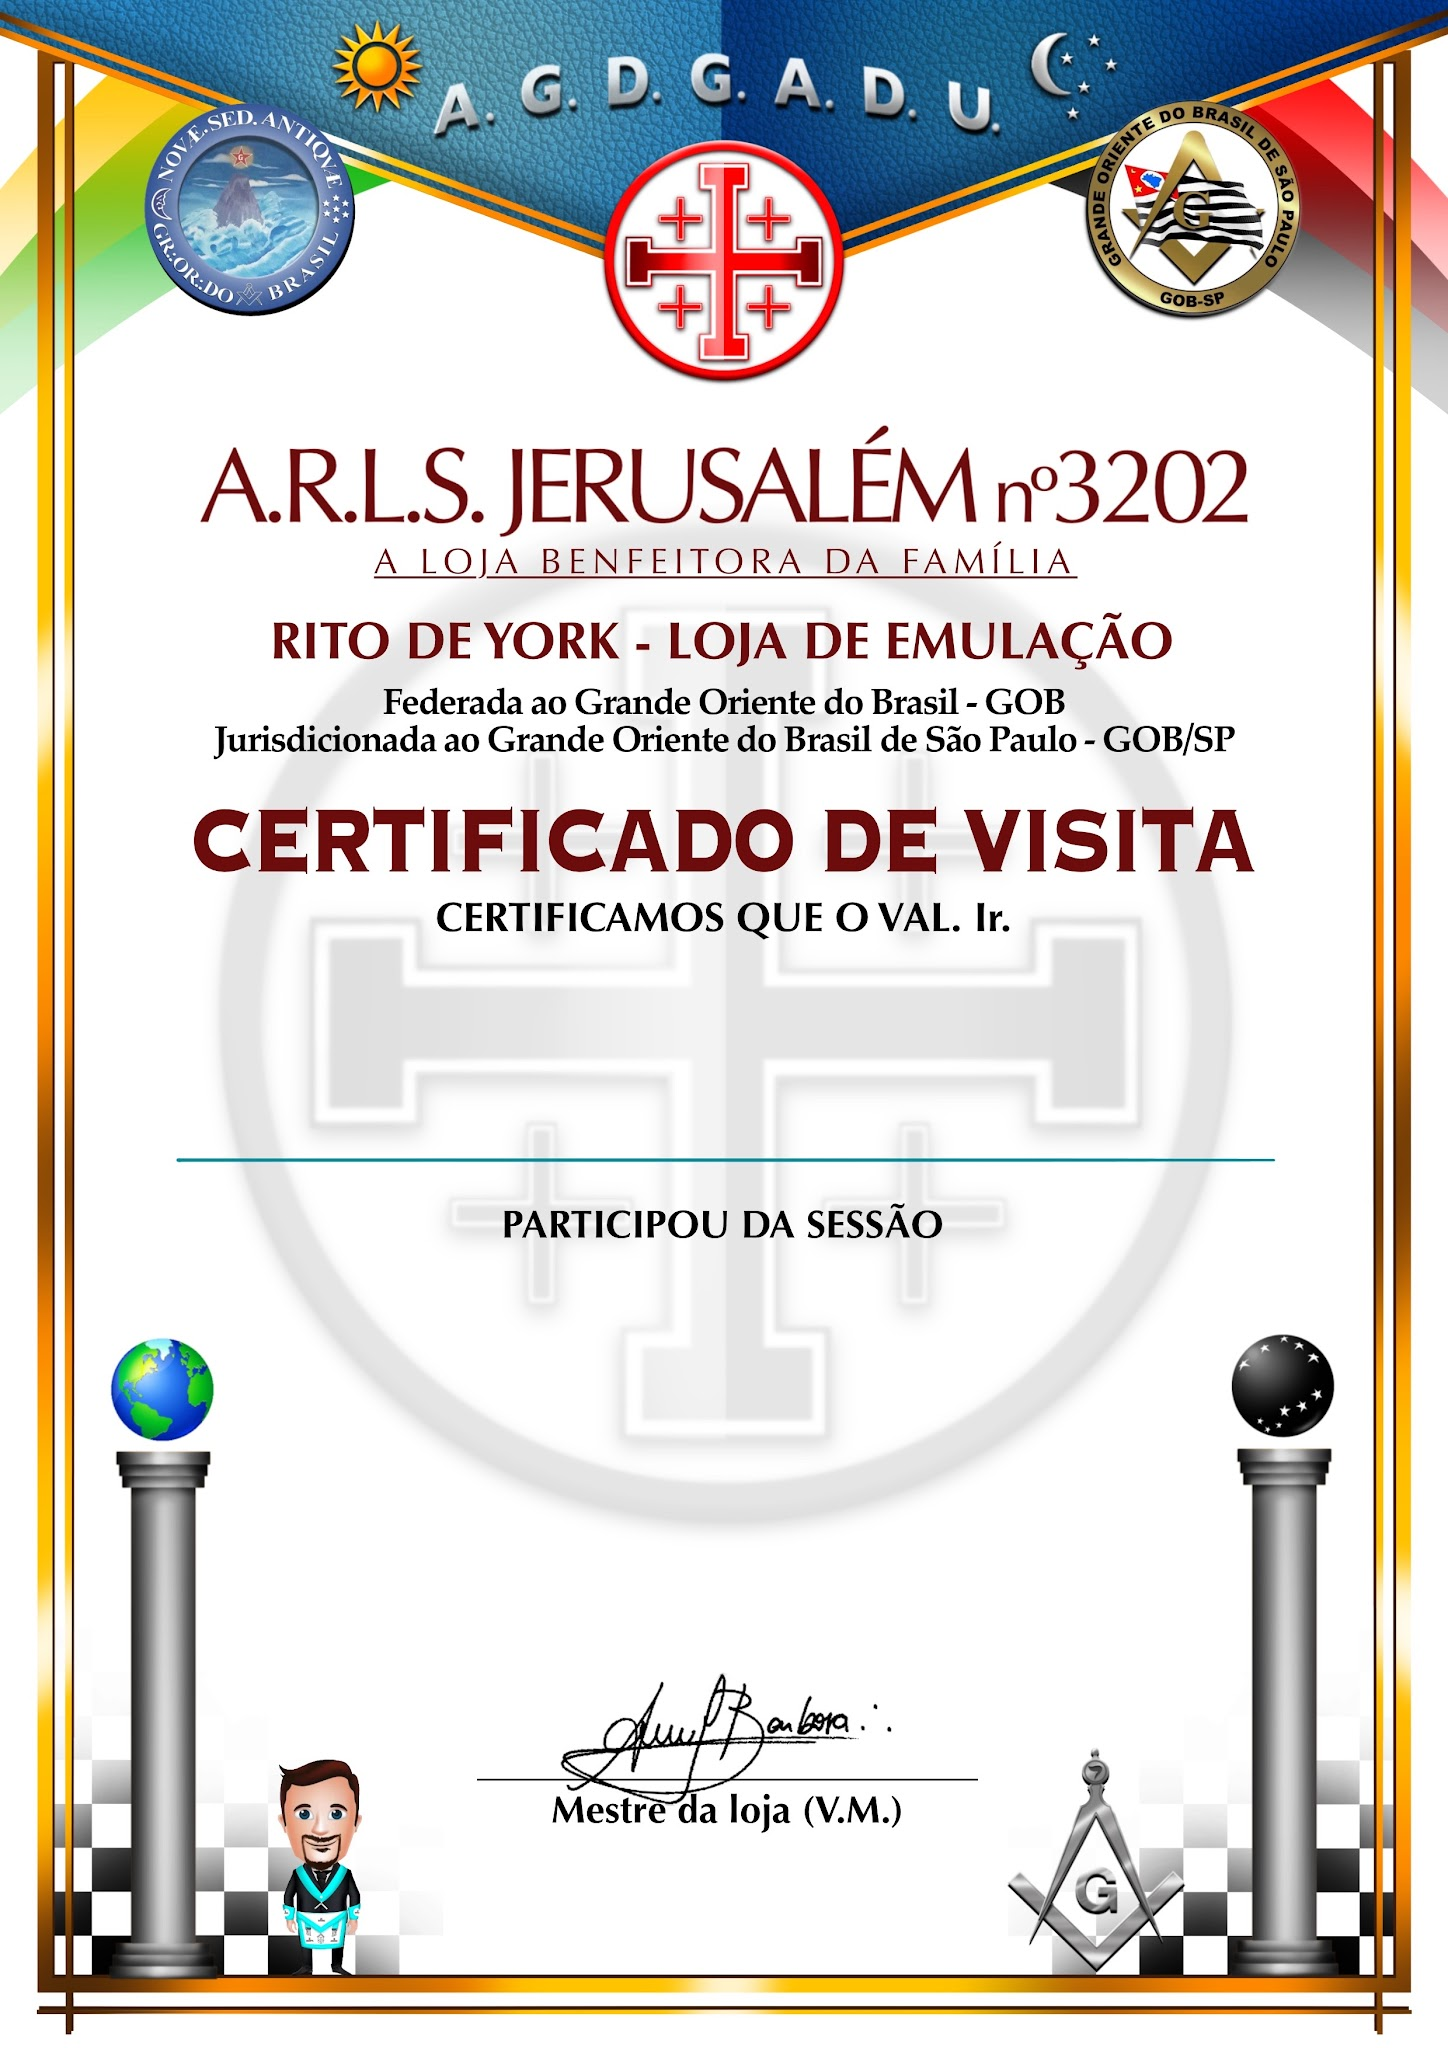 A. G. D. G. A. D. U.
NOVÆ. SED. ANTIQVÆ
GR∴OR∴DO BRASIL
GRANDE ORIENTE DO BRASIL DE SÃO PAULO
G
GOB-SP
A.R.L.S. JERUSALÉM nº3202
A LOJA BENFEITORA DA FAMÍLIA
RITO DE YORK - LOJA DE EMULAÇÃO
Federada ao Grande Oriente do Brasil - GOB
Jurisdicionada ao Grande Oriente do Brasil de São Paulo - GOB/SP
CERTIFICADO DE VISITA
CERTIFICAMOS QUE O VAL. Ir.
PARTICIPOU DA SESSÃO
Mestre da loja (V.M.)
G